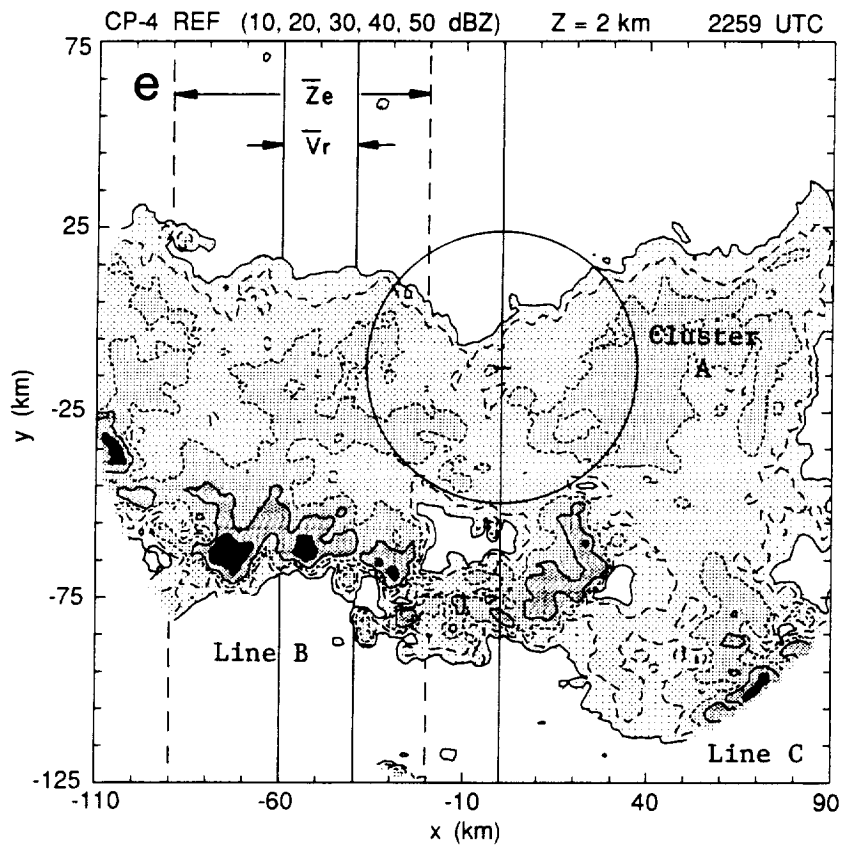 CP-4 REF (10, 20, 30, 40, 50 dBZ) Z = 2 km 2259 UTC
75
e
Z̅e
V̅r
25
Cluster
A
y (km)
-25
-75
Line B
Line C
-125
-110 -60 -10 40 90
x (km)